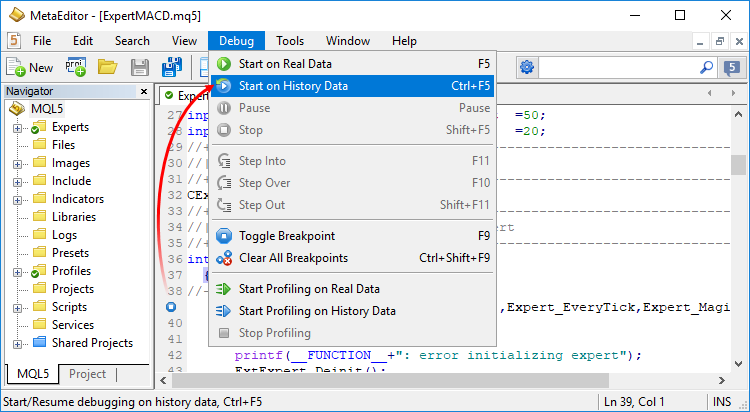 MetaEditor - [ExpertMACD.mq5]
File Edit Search View Debug Tools Window Help
New 5
Navigator
MQL5
Experts
Files
Images
Include
Indicators
Libraries
Logs
Presets
Profiles
Projects
Scripts
Services
Shared Projects
MQL5 Project
Start on Real Data F5
Start on History Data Ctrl+F5
Pause Pause
Stop Shift+F5
Step Into F11
Step Over F10
Step Out Shift+F11
Toggle Breakpoint F9
Clear All Breakpoints Ctrl+Shift+F9
Start Profiling on Real Data
Start Profiling on History Data
Stop Profiling
Expert
27 inp =50;
28 inp =20;
29 //+
30 //|
31 //+
32 CEx
33 //+
34 //| ert
35 //+
36 int
37 {
38 //-
,Expert_EveryTick,Expert_Magi
40
41
42 printf(__FUNCTION__+": error initializing expert");
43 ExtExpert.Deinit();
Start/Resume debugging on history data, Ctrl+F5 Ln 39, Col 1 INS